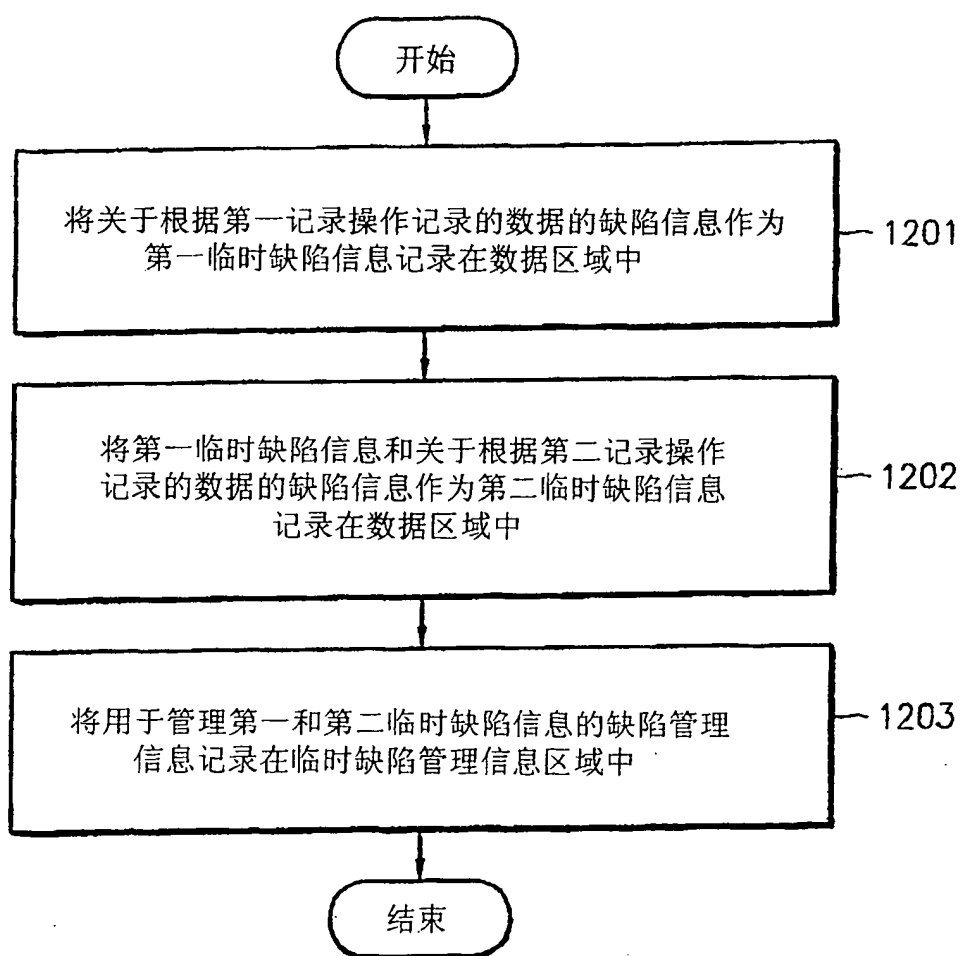 开始
将关于根据第一记录操作记录的数据的缺陷信息作为
第一临时缺陷信息记录在数据区域中
1201
将第一临时缺陷信息和关于根据第二记录操作
记录的数据的缺陷信息作为第二临时缺陷信息
记录在数据区域中
1202
将用于管理第一和第二临时缺陷信息的缺陷管理
信息记录在临时缺陷管理信息区域中
1203
结束